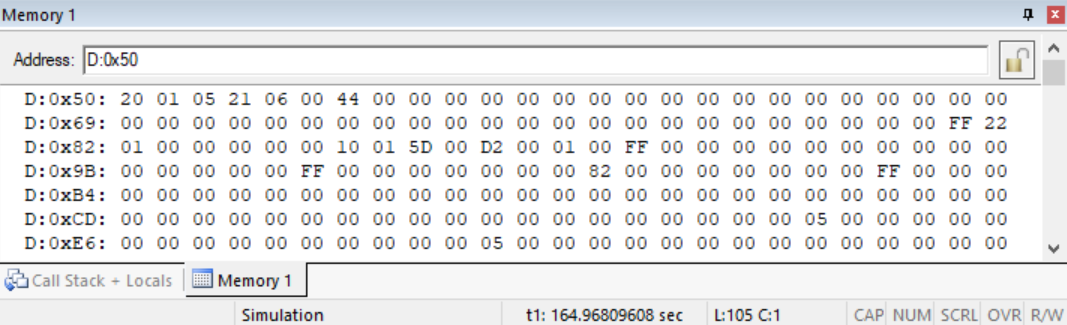 Memory 1
Address: D:0x50
D:0x50: 20 01 05 21 06 00 44 00 00 00 00 00 00 00 00 00 00 00 00 00 00 00 00 00 00
D:0x69: 00 00 00 00 00 00 00 00 00 00 00 00 00 00 00 00 00 00 00 00 00 00 00 FF 22
D:0x82: 01 00 00 00 00 00 10 01 5D 00 D2 00 01 00 FF 00 00 00 00 00 00 00 00 00 00
D:0x9B: 00 00 00 00 00 FF 00 00 00 00 00 00 00 82 00 00 00 00 00 00 00 FF 00 00 00
D:0xB4: 00 00 00 00 00 00 00 00 00 00 00 00 00 00 00 00 00 00 00 00 00 00 00 00 00
D:0xCD: 00 00 00 00 00 00 00 00 00 00 00 00 00 00 00 00 00 00 00 05 00 00 00 00 00
D:0xE6: 00 00 00 00 00 00 00 00 00 00 05 00 00 00 00 00 00 00 00 00 00 00 00 00 00
Call Stack + Locals Memory 1
Simulation t1: 164.96809608 sec L:105 C:1 CAP NUM SCRL OVR R/W